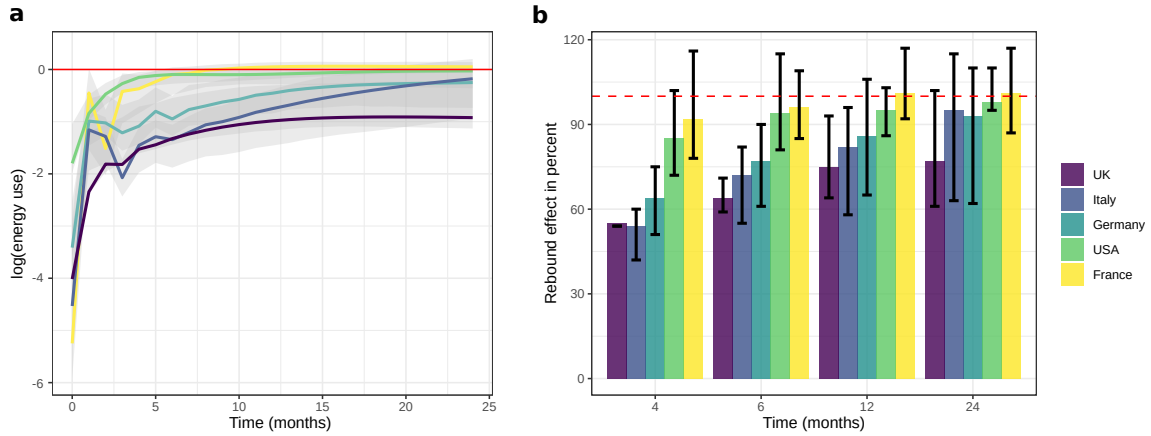 a
log(energy use)
0
-2
-4
-6
0
5
10
15
20
25
Time (months)
b
Rebound effect in percent
120
90
60
30
0
4
6
12
24
Time (months)
UK
Italy
Germany
USA
France